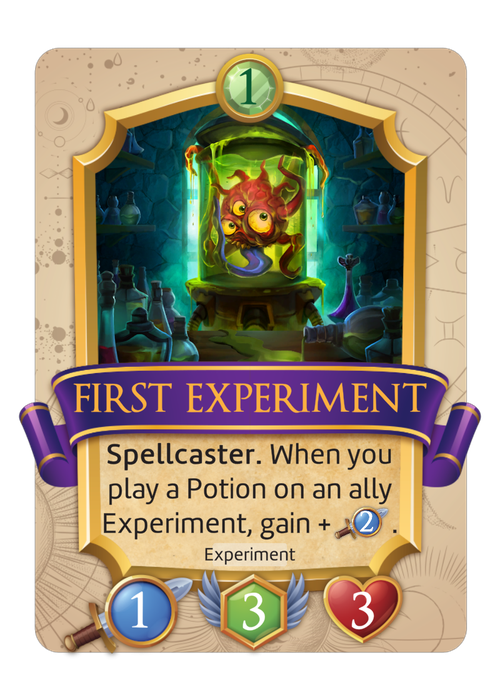 1
FIRST EXPERIMENT
Spellcaster. When you
play a Potion on an ally
Experiment, gain + 2 .
Experiment
1 3 3